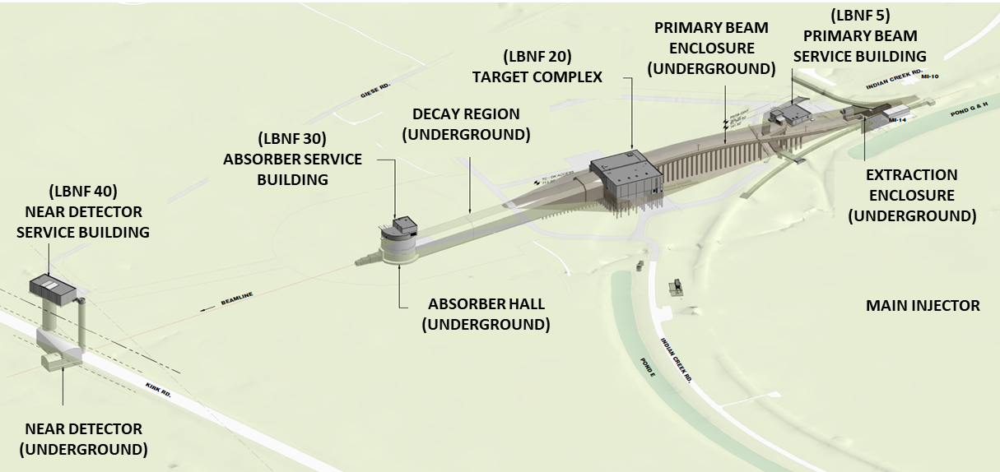 (LBNF 5)
PRIMARY BEAM
SERVICE BUILDING
PRIMARY BEAM
ENCLOSURE
(UNDERGROUND)
(LBNF 20)
TARGET COMPLEX
INDIAN CREEK RD.
MI-10
POND G & H
MI-14
GIESE RD.
DECAY REGION
(UNDERGROUND)
(LBNF 30)
ABSORBER SERVICE
BUILDING
EXTRACTION
ENCLOSURE
(UNDERGROUND)
(LBNF 40)
NEAR DETECTOR
SERVICE BUILDING
BEAMLINE
ABSORBER HALL
(UNDERGROUND)
MAIN INJECTOR
INDIAN CREEK RD.
POND E
KIRK RD.
NEAR DETECTOR
(UNDERGROUND)